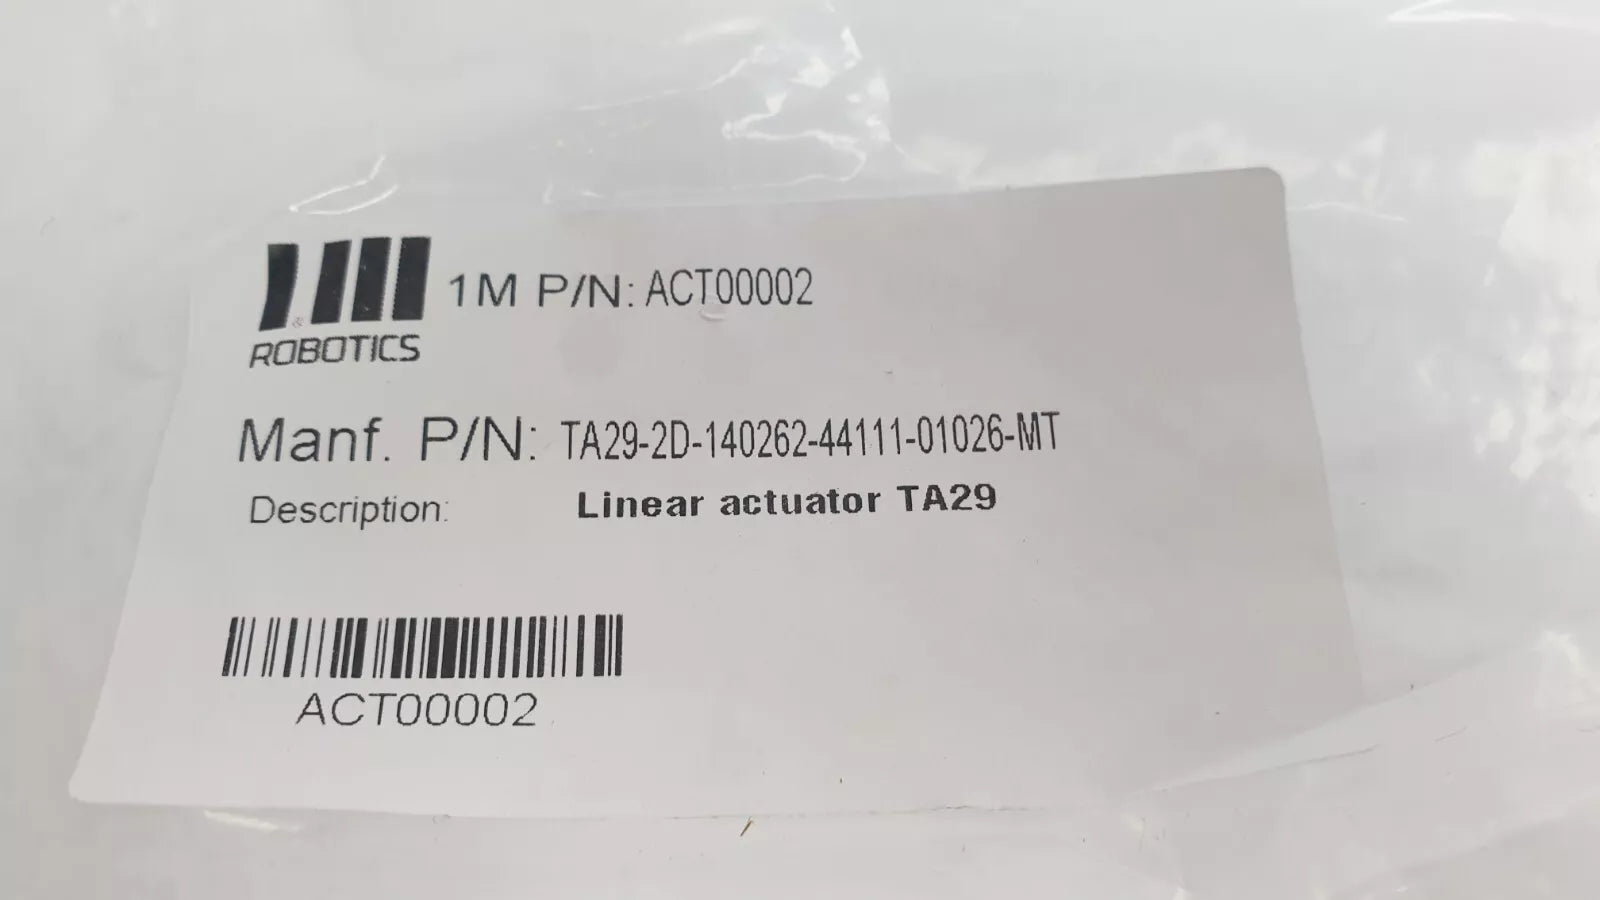 1M P/N: ACT00002
ROBOTICS
Manf. P/N: TA29-2D-140262-44111-01026-MT
Description: Linear actuator TA29
ACT00002